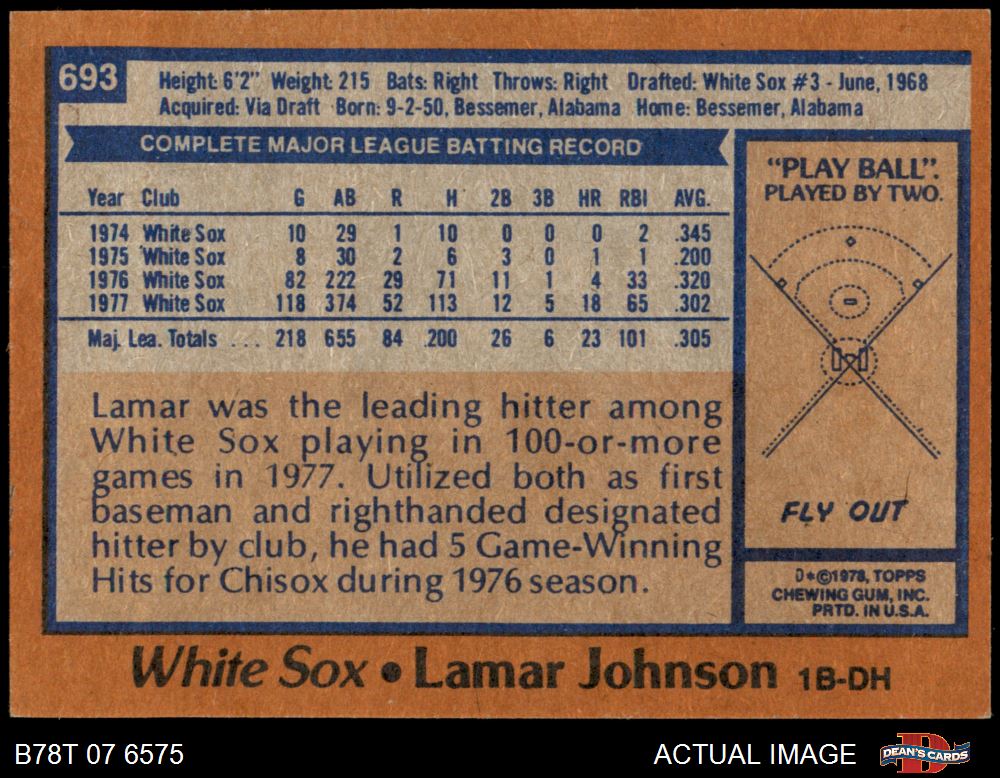 693
Height: 6'2" Weight: 215 Bats: Right Throws: Right Drafted: White Sox #3 - June, 1968
Acquired: Via Draft Born: 9-2-50, Bessemer, Alabama Home: Bessemer, Alabama
COMPLETE MAJOR LEAGUE BATTING RECORD
Year Club G AB R H 2B 3B HR RBI AVG.
1974 White Sox 10 29 1 10 0 0 0 2 .345
1975 White Sox 8 30 2 6 3 0 1 1 .200
1976 White Sox 82 222 29 71 11 1 4 33 .320
1977 White Sox 118 374 52 113 12 5 18 65 .302
Maj. Lea. Totals ... 218 655 84 200 26 6 23 101 .305
Lamar was the leading hitter among
White Sox playing in 100-or-more
games in 1977. Utilized both as first
baseman and righthanded designated
hitter by club, he had 5 Game-Winning
Hits for Chisox during 1976 season.
"PLAY BALL".
PLAYED BY TWO.
FLY OUT
D*©1978, TOPPS
CHEWING GUM, INC.
PRTD. IN U.S.A.
White Sox • Lamar Johnson 1B-DH
B78T 07 6575
ACTUAL IMAGE
DEAN'S CARDS